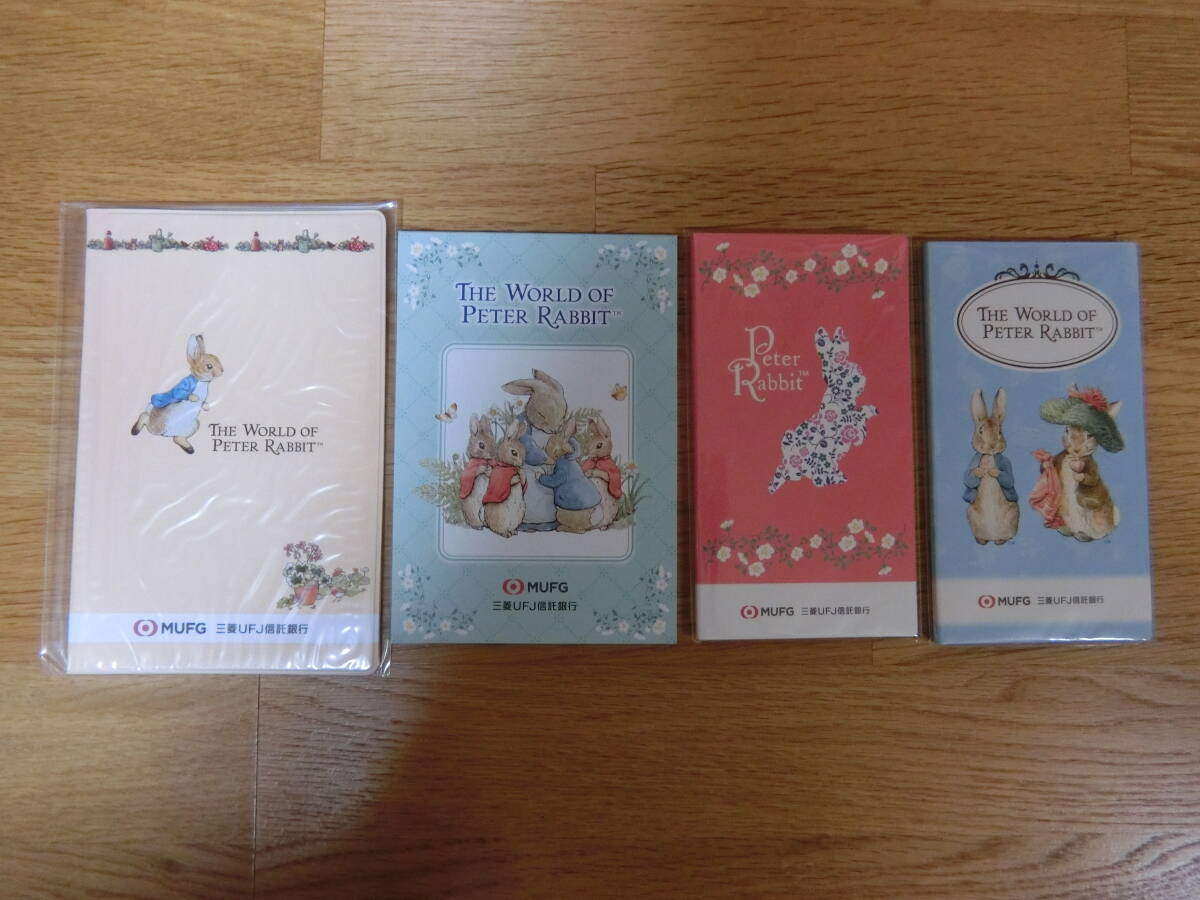 THE WORLD OF
PETER RABBIT™
MUFG 三菱UFJ信託銀行
THE WORLD OF
PETER RABBIT™
MUFG
三菱UFJ信託銀行
Peter
Rabbit™
MUFG 三菱UFJ信託銀行
THE WORLD OF
PETER RABBIT™
MUFG 三菱UFJ信託銀行